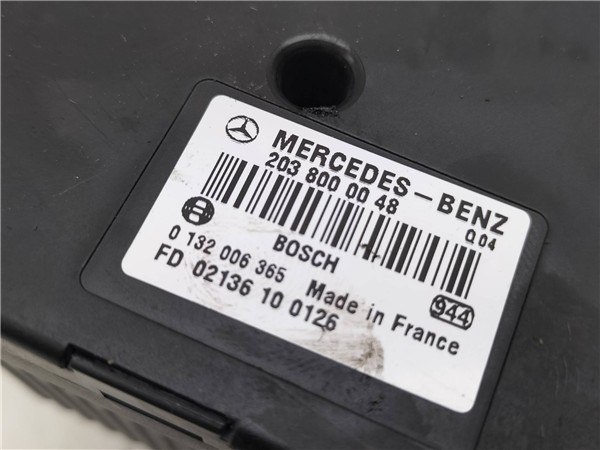 MERCEDES-BENZ
203 800 00 48
Q.04
BOSCH
0 132 006 365
Made in France
944
FD 02136 10 0126